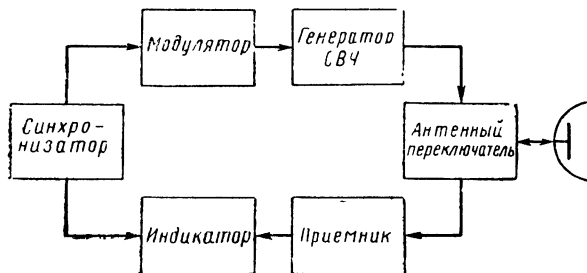 Модулятор
Генератор
СВЧ
Синхро-
низатор
Антенный
переключатель
Индикатор
Приемник